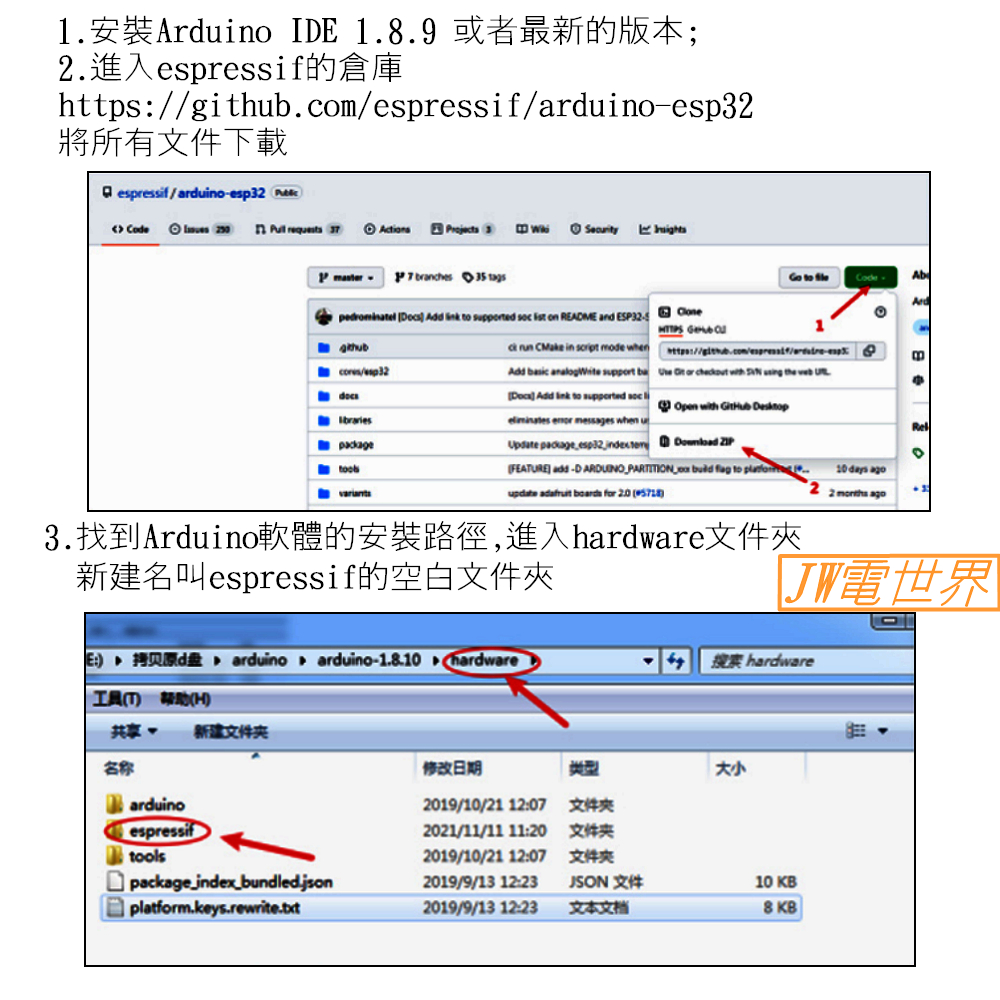 1.安裝Arduino IDE 1.8.9 或者最新的版本;
2.進入espressif的倉庫
https://github.com/espressif/arduino-esp32
將所有文件下載
espressif/arduino-esp32 Public
Code Issues 250 Pull requests 37 Actions Projects 3 Wiki Security Insights
master 7 branches 35 tags Go to file Code
1
Clone
HTTPS GitHub CLI
https://github.com/espressif/arduino-esp32
Use Git or checkout with SVN using the web URL.
Open with GitHub Desktop
Download ZIP
2
pedrominatel [Docs] Add link to supported soc list on README and ESP32-S
.github ci: run CMake in script mode when
cores/esp32 Add basic analogWrite support ba
docs [Docs] Add link to supported soc li
libraries eliminates error messages when u
package Update package_esp32_index.temp
tools [FEATURE] add -D ARDUINO_PARTITION_xxx build flag to platform.txt (#... 10 days ago
variants update adafruit boards for 2.0 (#5718) 2 months ago
3.找到Arduino軟體的安裝路徑,進入hardware文件夾
新建名叫espressif的空白文件夾
JW電世界
E:) 拷贝原d盘 arduino arduino-1.8.10 hardware 搜索 hardware
工具(T) 帮助(H)
共享 新建文件夹
名称 修改日期 类型 大小
arduino 2019/10/21 12:07 文件夹
espressif 2021/11/11 11:20 文件夹
tools 2019/10/21 12:07 文件夹
package_index_bundled.json 2019/9/13 12:23 JSON 文件 10 KB
platform.keys.rewrite.txt 2019/9/13 12:23 文本文档 8 KB